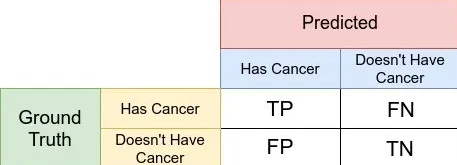 Predicted
Has Cancer
Doesn't Have
Cancer
Ground
Truth
Has Cancer
TP
FN
Doesn't Have
Cancer
FP
TN